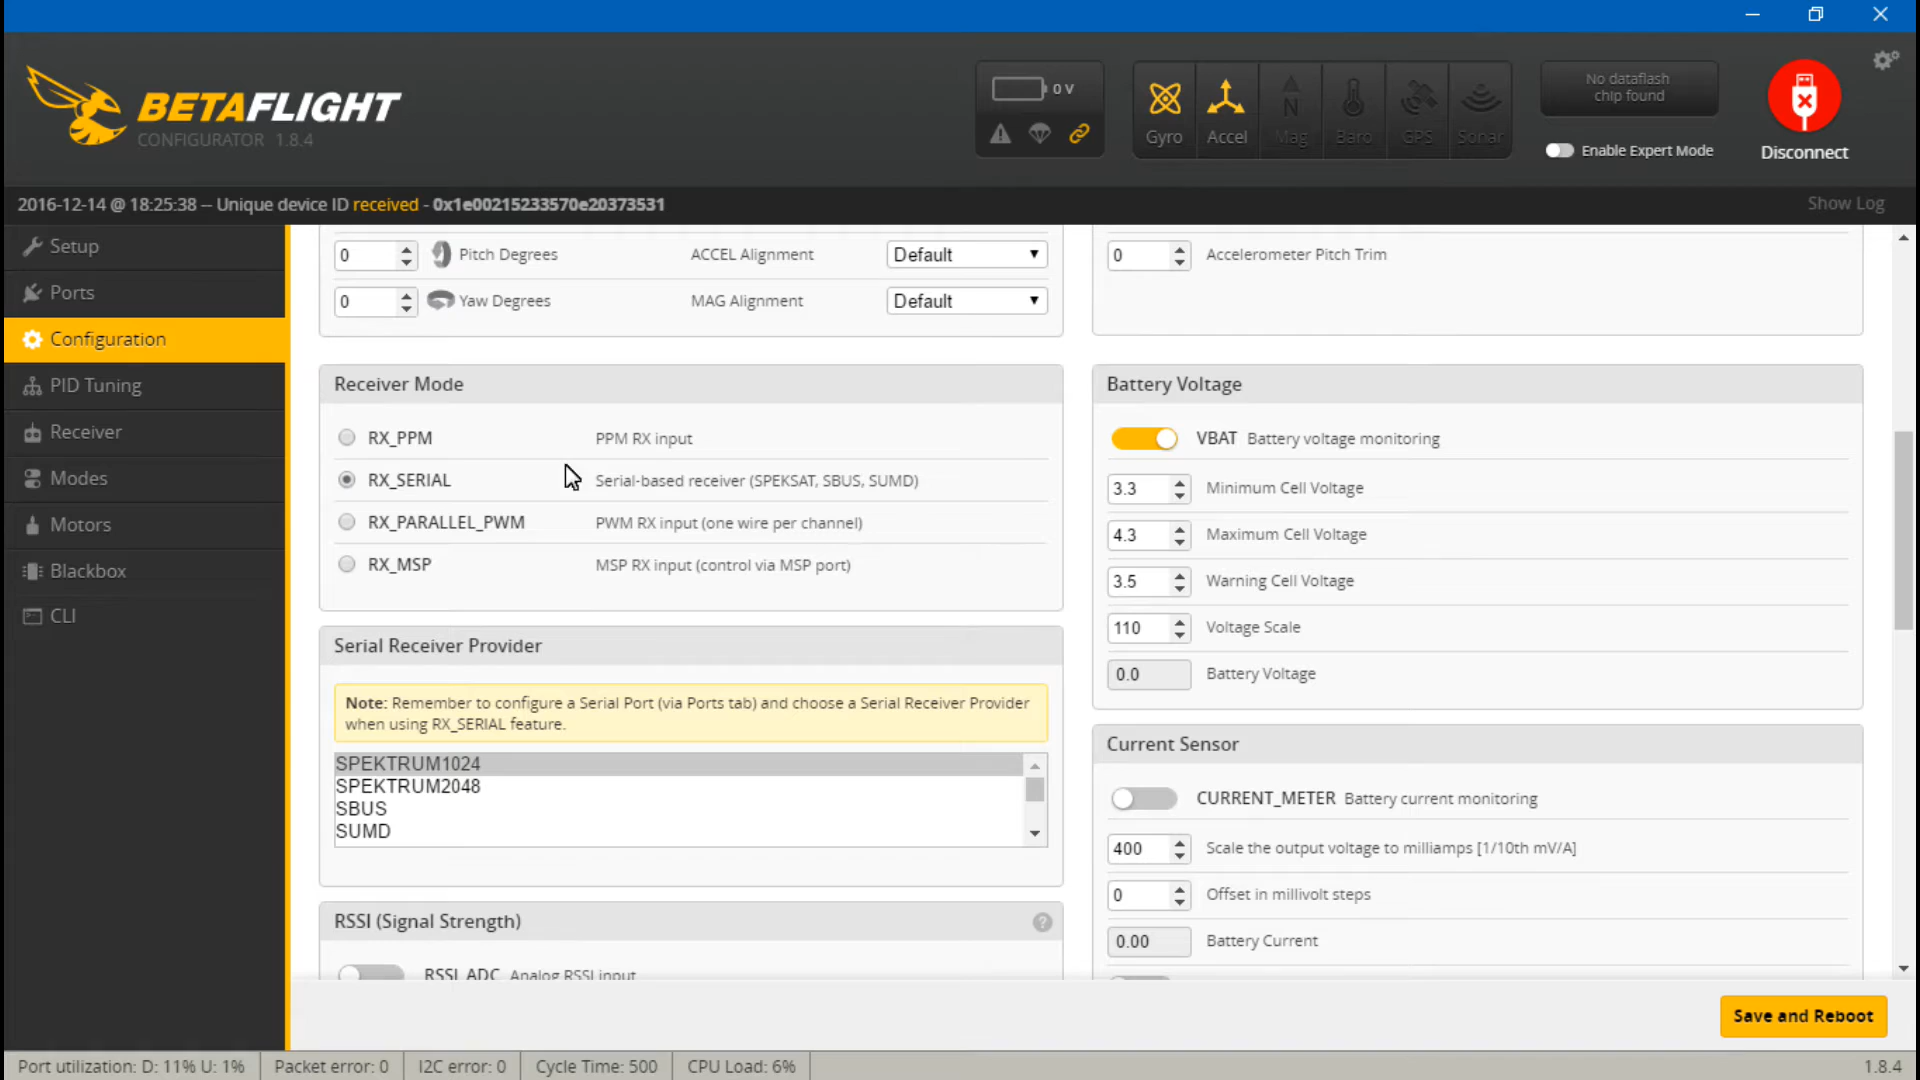 BETAFLIGHT
CONFIGURATOR 1.8.4
0 V
Gyro
Accel
Mag
Baro
GPS
Sonar
No dataflash
chip found
Enable Expert Mode
Disconnect
2016-12-14 @ 18:25:38 -- Unique device ID received - 0x1e00215233570e20373531
Show Log
Setup
Ports
Configuration
PID Tuning
Receiver
Modes
Motors
Blackbox
CLI
0 Pitch Degrees ACCEL Alignment Default
0 Yaw Degrees MAG Alignment Default
0 Accelerometer Pitch Trim
Receiver Mode
RX_PPM PPM RX input
RX_SERIAL Serial-based receiver (SPEKSAT, SBUS, SUMD)
RX_PARALLEL_PWM PWM RX input (one wire per channel)
RX_MSP MSP RX input (control via MSP port)
Serial Receiver Provider
Note: Remember to configure a Serial Port (via Ports tab) and choose a Serial Receiver Provider
when using RX_SERIAL feature.
SPEKTRUM1024
SPEKTRUM2048
SBUS
SUMD
RSSI (Signal Strength)
RSSI_ADC Analog RSSI input
Battery Voltage
VBAT Battery voltage monitoring
3.3 Minimum Cell Voltage
4.3 Maximum Cell Voltage
3.5 Warning Cell Voltage
110 Voltage Scale
0.0 Battery Voltage
Current Sensor
CURRENT_METER Battery current monitoring
400 Scale the output voltage to milliamps [1/10th mV/A]
0 Offset in millivolt steps
0.00 Battery Current
Save and Reboot
Port utilization: D: 11% U: 1%
Packet error: 0
I2C error: 0
Cycle Time: 500
CPU Load: 6%
1.8.4